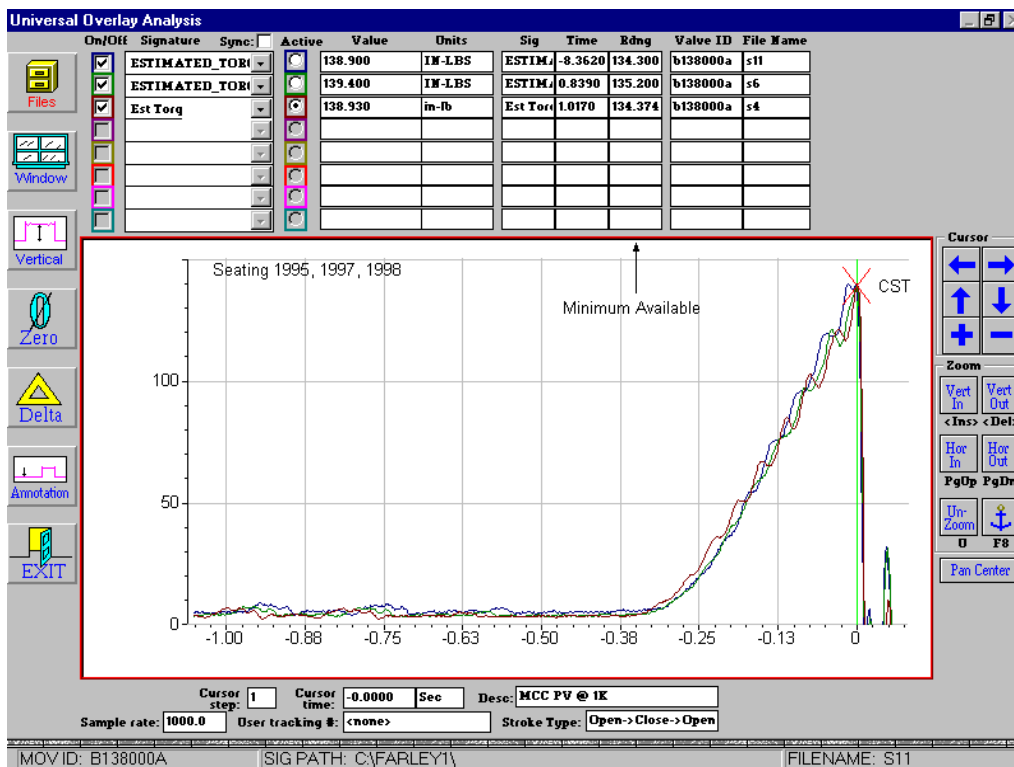 Universal Overlay Analysis
On/Off Signature Sync: Active Value Units Sig Time Rdng Valve ID File Name
ESTIMATED_TOR 138.900 IN-LBS ESTIM -8.3620 134.300 b138000a s11
ESTIMATED_TOR 139.400 IN-LBS ESTIM 0.8390 135.200 b138000a s6
Est Torq 138.930 in-lb Est Torq 1.0170 134.374 b138000a s4
Files
Window
Vertical
Zero
Delta
Annotation
EXIT
Seating 1995, 1997, 1998
Minimum Available
CST
100
50
0
-1.00 -0.88 -0.75 -0.63 -0.50 -0.38 -0.25 -0.13 0
Cursor
Zoom
Vert In
Vert Out
<Ins> <Del>
Hor In
Hor Out
PgUp PgDn
Un-Zoom
U F8
Pan Center
Cursor step: 1 Cursor time: -0.0000 Sec Desc: MCC PV @ 1K
Sample rate: 1000.0 User tracking #: <none> Stroke Type: Open->Close->Open
MOV ID: B138000A SIG PATH: C:\FARLEY1\ FILENAME: S11